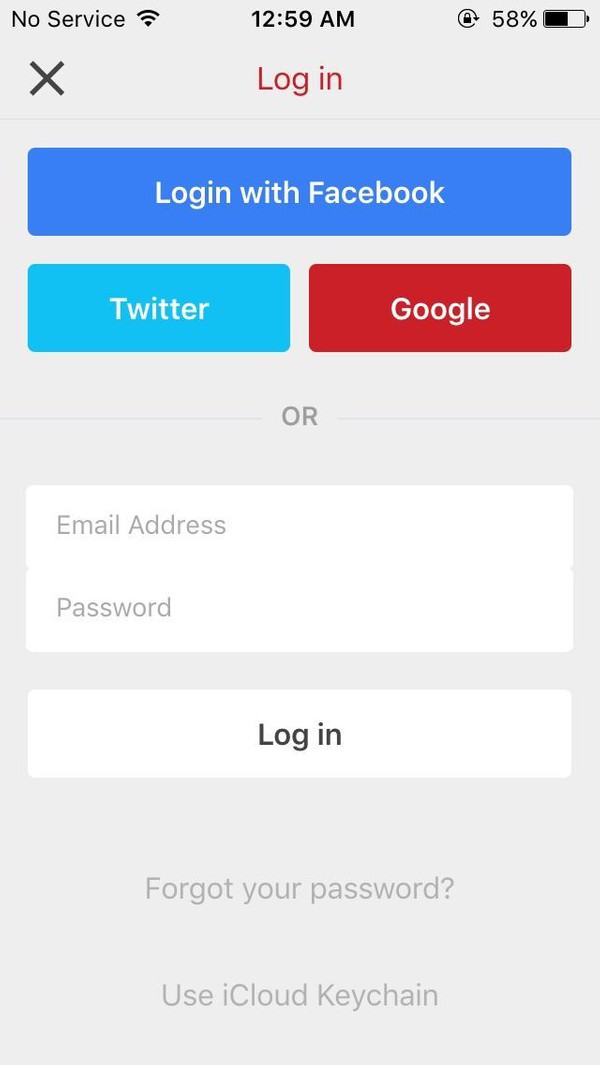 No Service 12:59 AM 58%
Log in
Login with Facebook
Twitter Google
OR
Email Address
Password
Log in
Forgot your password?
Use iCloud Keychain